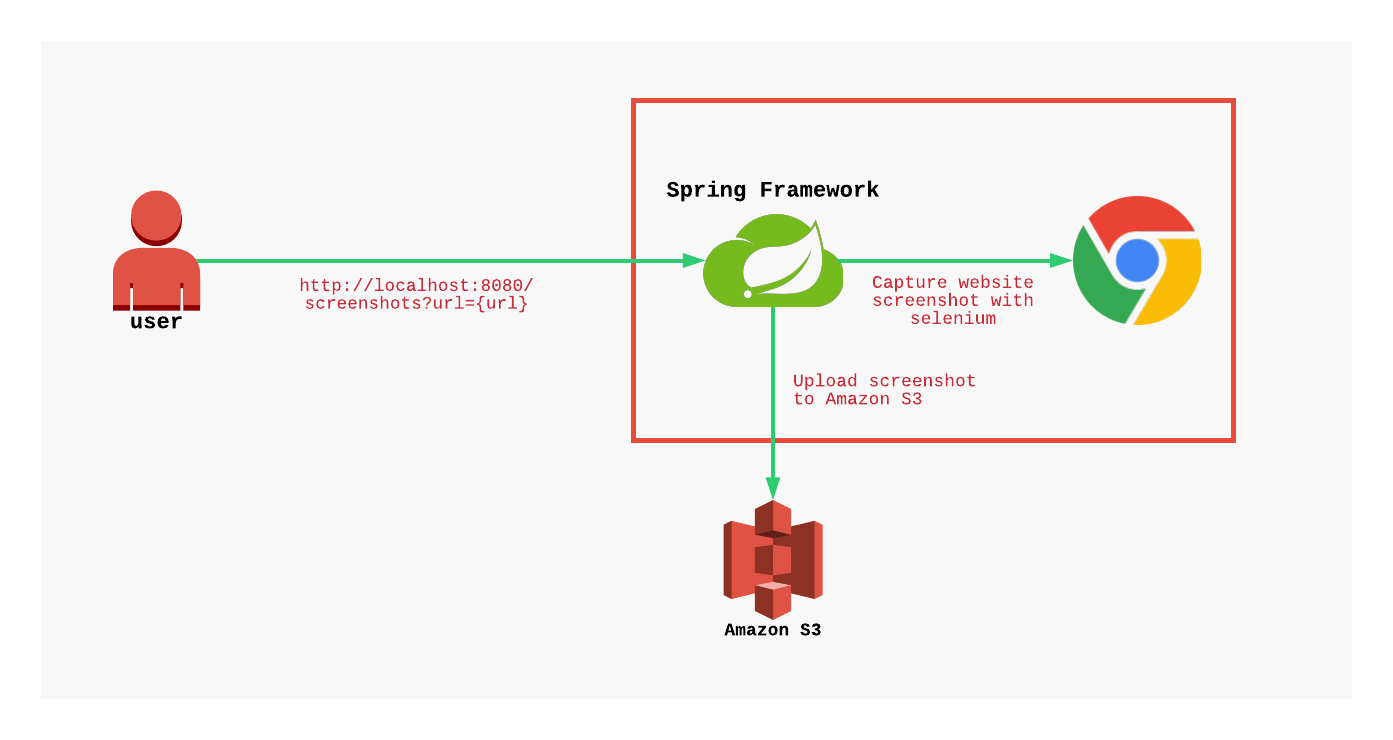 Spring Framework
user
http://localhost:8080/
screenshots?url={url}
Capture website
screenshot with
selenium
Upload screenshot
to Amazon S3
Amazon S3